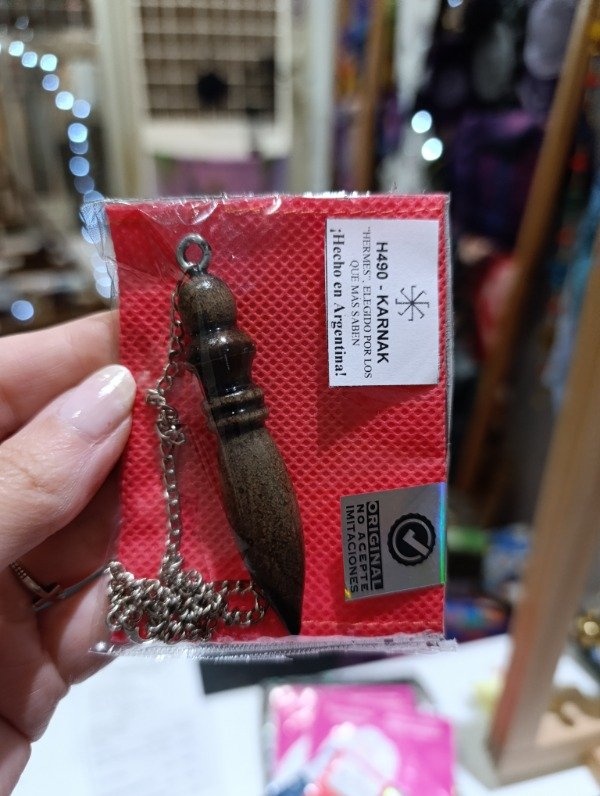 H490 - KARNAK
"HERMES", ELEGIDO POR LOS
QUE MÁS SABEN
¡Hecho en Argentina!
ORIGINAL
NO ACEPTE
IMITACIONES